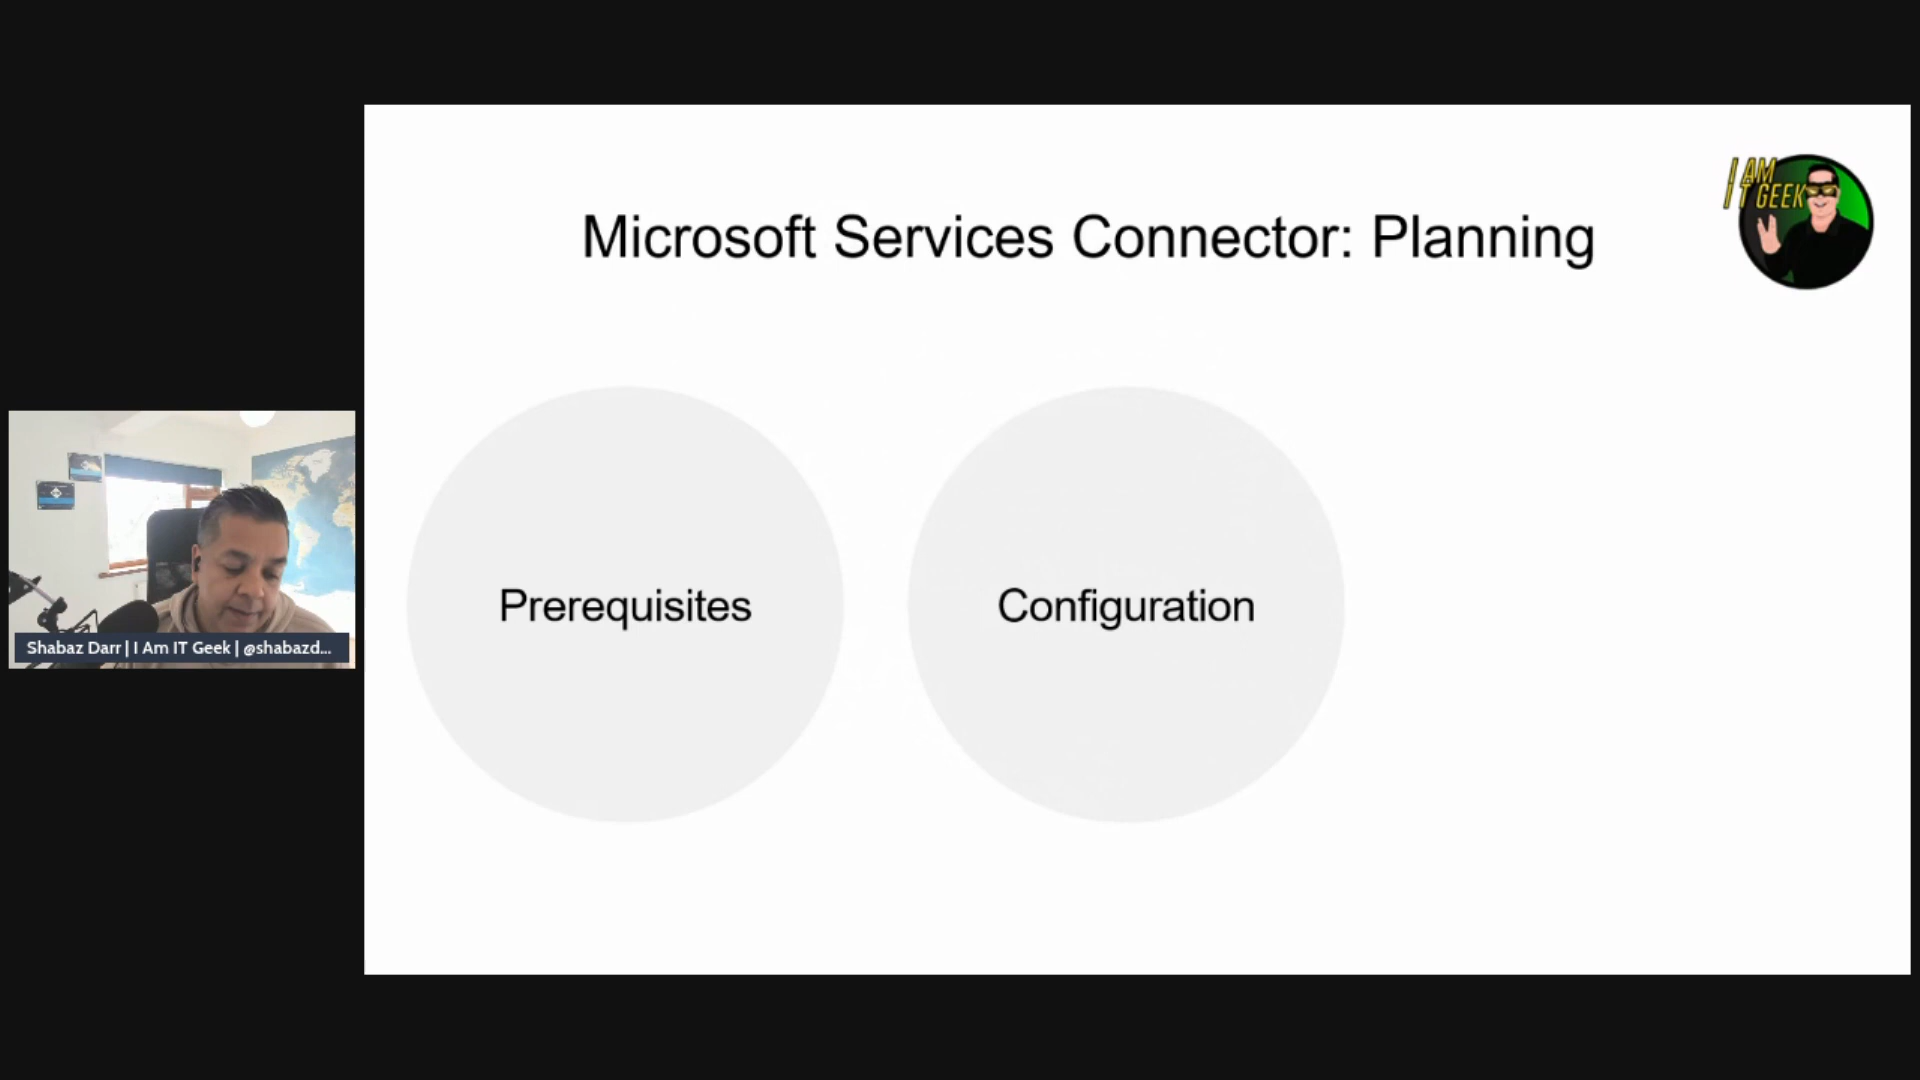 Microsoft Services Connector: Planning
I AM
IT GEEK
Prerequisites
Configuration
Shabaz Darr | I Am IT Geek | @shabazd...